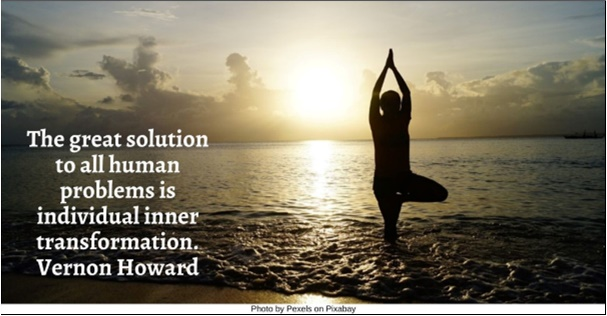 The great solution
to all human
problems is
individual inner
transformation.
Vernon Howard
Photo by Pexels on Pixabay